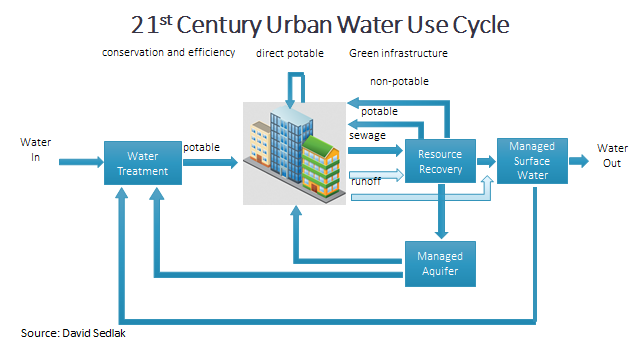 21st Century Urban Water Use Cycle
conservation and efficiency
direct potable
Green infrastructure
non-potable
potable
sewage
Water
In
Water
Treatment
potable
Resource
Recovery
Managed
Surface
Water
Water
Out
runoff
Managed
Aquifer
Source: David Sedlak